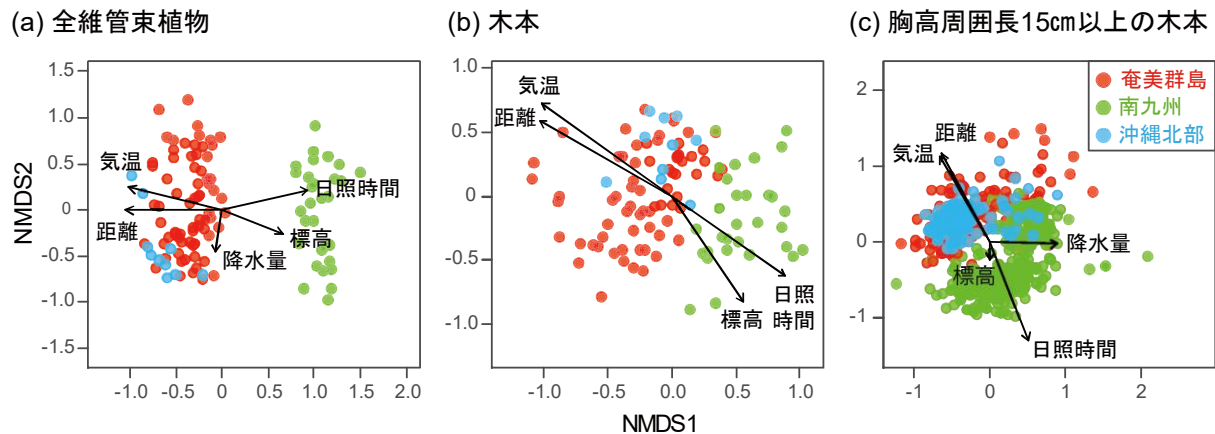 (a) 全維管束植物
(b) 木本
(c) 胸高周囲長15㎝以上の木本
NMDS2
1.5
1.0
0.5
0
-0.5
-1.0
-1.5
気温
距離
日照時間
標高
降水量
-1.0
-0.5
0
0.5
1.0
1.5
2.0
1.0
0.5
0
-0.5
-1.0
気温
距離
日照
時間
標高
-1.0
-0.5
0
0.5
1.0
NMDS1
2
1
0
-1
奄美群島
南九州
沖縄北部
距離
気温
降水量
標高
日照時間
-1
0
1
2